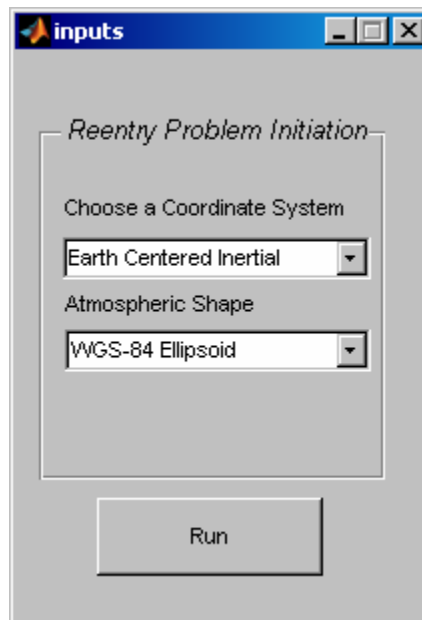 inputs
Reentry Problem Initiation
Choose a Coordinate System
Earth Centered Inertial
Atmospheric Shape
WGS-84 Ellipsoid
Run